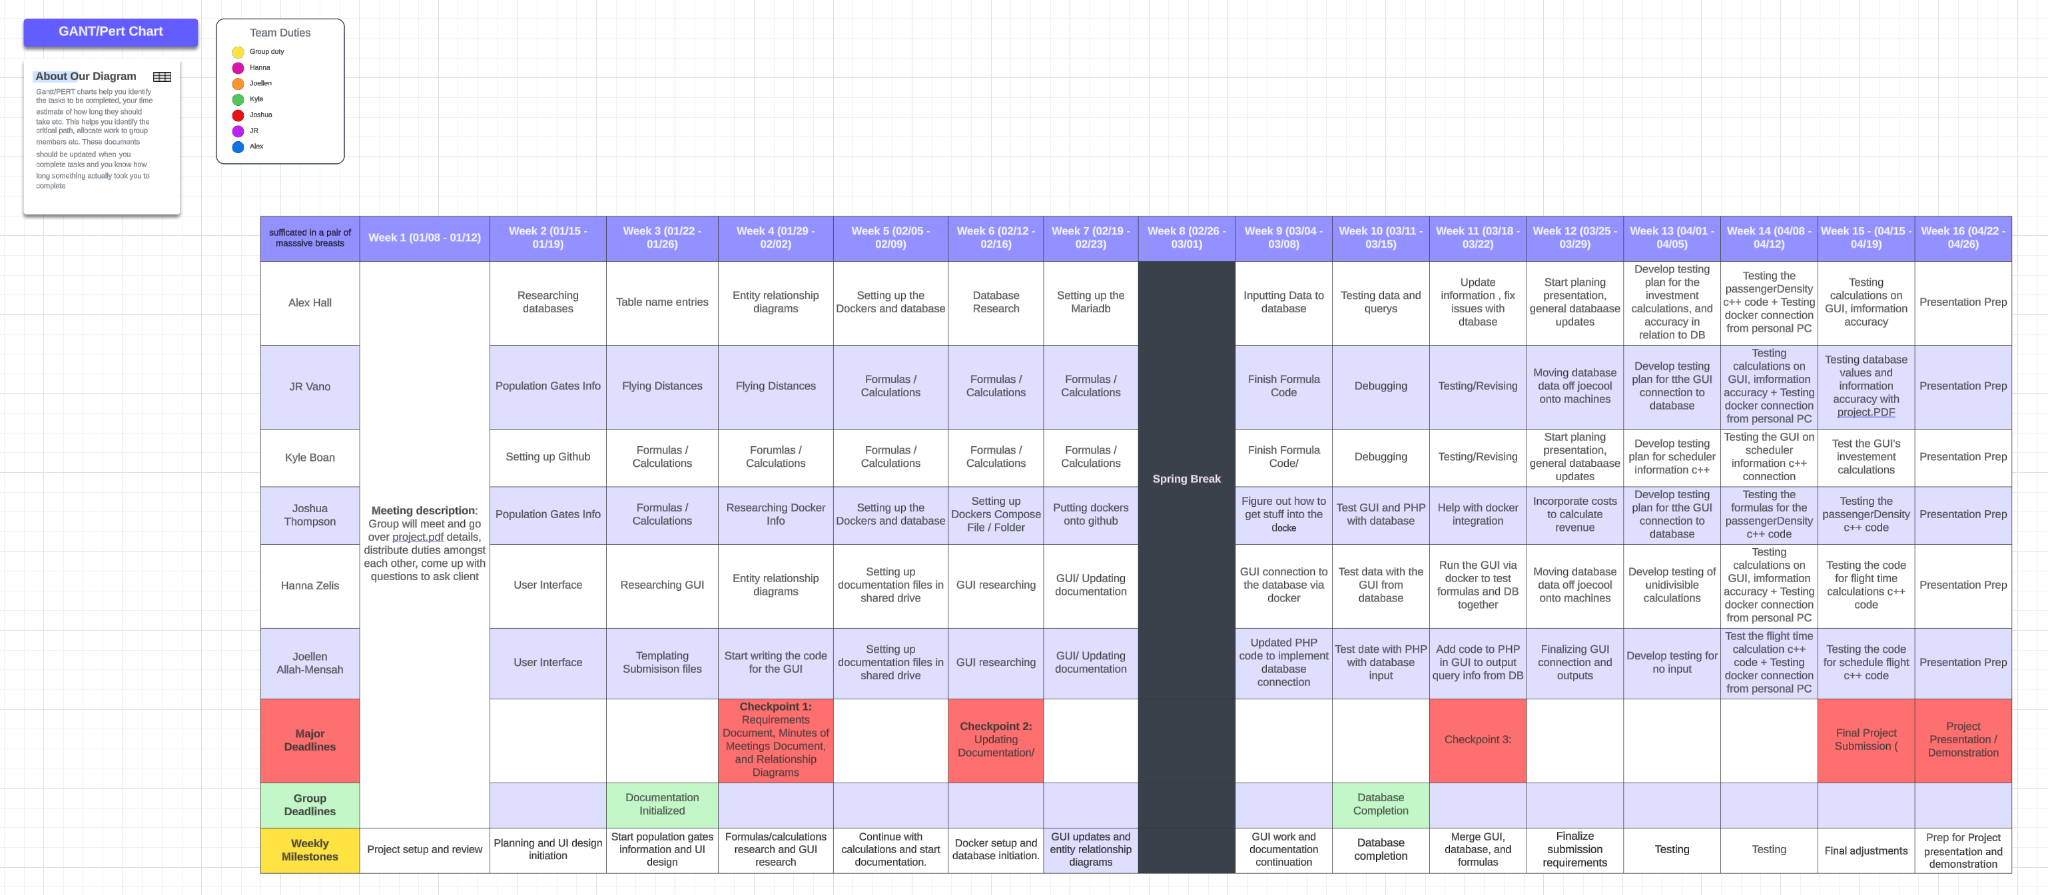 GANT/Pert Chart
About Our Diagram
Gantt/PERT charts help you identify
the tasks to be completed, your time
estimate of how long they should
take etc. This helps you identify the
critical path, allocate work to group
members etc. These documents
should be updated when you
complete tasks and you know how
long something actually took you to
complete
Team Duties
Group duty
Hanna
Joellen
Kyle
Joshua
JR
Alex
sufficated in a pair of
masssive breasts
Week 1 (01/08 - 01/12)
Week 2 (01/15 -
01/19)
Week 3 (01/22 -
01/26)
Week 4 (01/29 -
02/02)
Week 5 (02/05 -
02/09)
Week 6 (02/12 -
02/16)
Week 7 (02/19 -
02/23)
Week 8 (02/26 -
03/01)
Week 9 (03/04 -
03/08)
Week 10 (03/11 -
03/15)
Week 11 (03/18 -
03/22)
Week 12 (03/25 -
03/29)
Week 13 (04/01 -
04/05)
Week 14 (04/08 -
04/12)
Week 15 - (04/15 -
04/19)
Week 16 (04/22 -
04/26)
Meeting description:
Group will meet and go
over project.pdf details,
distribute duties amongst
each other, come up with
questions to ask client
Spring Break
Alex Hall
Researching
databases
Table name entries
Entity relationship
diagrams
Setting up the
Dockers and database
Database
Research
Setting up the
Mariadb
Inputting Data to
database
Testing data and
querys
Update
information , fix
issues with
dtabase
Start planing
presentation,
general databaase
updates
Develop testing
plan for the
investment
calculations, and
accuracy in
relation to DB
Testing the
passengerDensity
c++ code + Testing
docker connection
from personal PC
Testing
calculations on
GUI, imformation
accuracy
Presentation Prep
JR Vano
Population Gates Info
Flying Distances
Flying Distances
Formulas /
Calculations
Formulas /
Calculations
Formulas /
Calculations
Finish Formula
Code
Debugging
Testing/Revising
Moving database
data off joecool
onto machines
Develop testing
plan for tthe GUI
connection to
database
Testing
calculations on
GUI, imformation
accuracy + Testing
docker connection
from personal PC
Testing database
values and
information
accuracy with
project.PDF
Presentation Prep
Kyle Boan
Setting up Github
Formulas /
Calculations
Forumlas /
Calculations
Formulas /
Calculations
Formulas /
Calculations
Formulas /
Calculations
Finish Formula
Code/
Debugging
Testing/Revising
Start planing
presentation,
general databaase
updates
Develop testing
plan for scheduler
information c++
Testing the GUI on
scheduler
information c++
connection
Test the GUI's
investement
calculations
Presentation Prep
Joshua
Thompson
Population Gates Info
Formulas /
Calculations
Researching Docker
Info
Setting up the
Dockers and database
Setting up
Dockers Compose
File / Folder
Putting dockers
onto github
Figure out how to
get stuff into the
docke
Test GUI and PHP
with database
Help with docker
integration
Incorporate costs
to calculate
revenue
Develop testing
plan for tthe GUI
connection to
database
Testing the
formulas for the
passengerDensity
c++ code
Testing the
passengerDensity
c++ code
Presentation Prep
Hanna Zelis
User Interface
Researching GUI
Entity relationship
diagrams
Setting up
documentation files in
shared drive
GUI researching
GUI/ Updating
documentation
GUI connection to
the database via
docker
Test data with the
GUI from
database
Run the GUI via
docker to test
formulas and DB
together
Moving database
data off joecool
onto machines
Develop testing of
unidivisible
calculations
Testing
calculations on
GUI, imformation
accuracy + Testing
docker connection
from personal PC
Testing the code
for flight time
calculations c++
code
Presentation Prep
Joellen
Allah-Mensah
User Interface
Templating
Submisison files
Start writing the code
for the GUI
Setting up
documentation files in
shared drive
GUI researching
GUI/ Updating
documentation
Updated PHP
code to implement
database
connection
Test date with PHP
with database
input
Add code to PHP
in GUI to output
query info from DB
Finalizing GUI
connection and
outputs
Develop testing for
no input
Test the flight time
calculation c++
code + Testing
docker connection
from personal PC
Testing the code
for schedule flight
c++ code
Presentation Prep
Major
Deadlines
Checkpoint 1:
Requirements
Document, Minutes of
Meetings Document,
and Relationship
Diagrams
Checkpoint 2:
Updating
Documentation/
Checkpoint 3:
Final Project
Submission (
Project
Presentation /
Demonstration
Group
Deadlines
Documentation
Initialized
Database
Completion
Weekly
Milestones
Project setup and review
Planning and UI design
initiation
Start population gates
information and UI
design
Formulas/calculations
research and GUI
research
Continue with
calculations and start
documentation.
Docker setup and
database initiation.
GUI updates and
entity relationship
diagrams
GUI work and
documentation
continuation
Database
completion
Merge GUI,
database, and
formulas
Finalize
submission
requirements
Testing
Testing
Final adjustments
Prep for Project
presentation and
demonstration